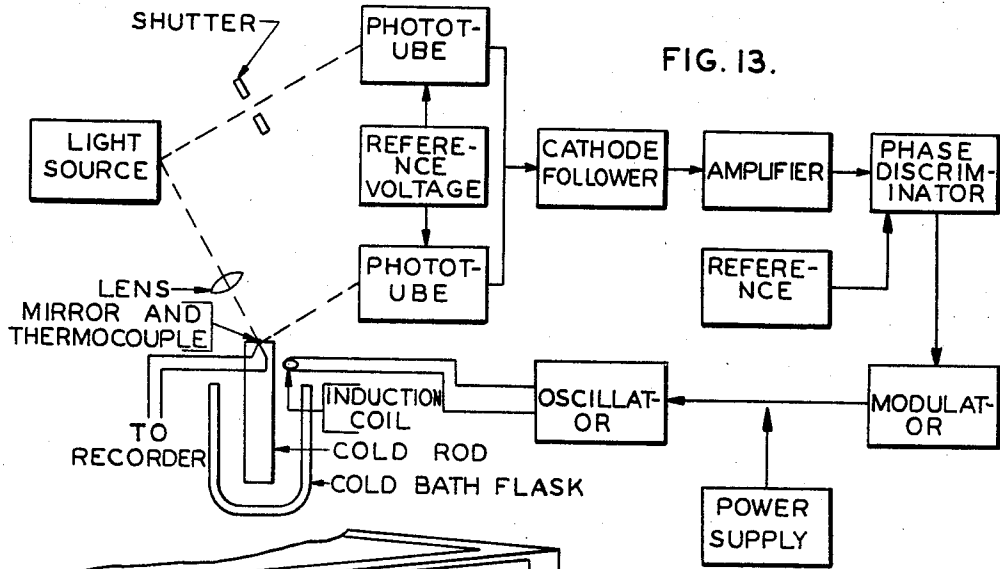 SHUTTER
PHOTOT-
UBE
FIG. 13.
LIGHT
SOURCE
REFERE-
NCE
VOLTAGE
CATHODE
FOLLOWER
AMPLIFIER
PHASE
DISCRIM-
INATOR
PHOTOT-
UBE
REFERE-
NCE
LENS
MIRROR AND
THERMOCOUPLE
INDUCTION
COIL
OSCILLAT-
OR
MODULAT-
OR
TO
RECORDER
COLD ROD
COLD BATH FLASK
POWER
SUPPLY